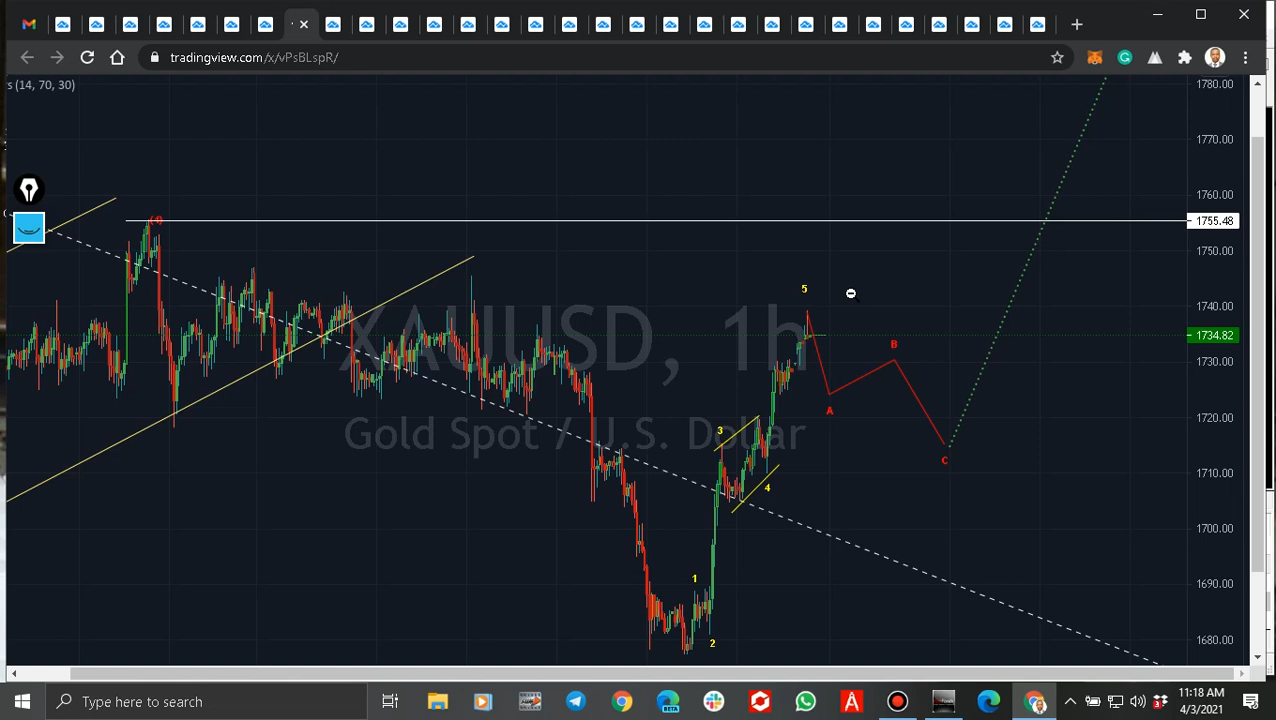 tradingview.com/x/vPsBLspR/
s (14, 70, 30)
1780.00
1770.00
1760.00
1755.48
1750.00
1740.00
1734.82
1730.00
1720.00
1710.00
1700.00
1690.00
1680.00
XAUUSD, 1h
Gold Spot / U.S. Dollar
5
B
A
3
C
4
1
2
Type here to search
BETA
3
11:18 AM
4/3/2021